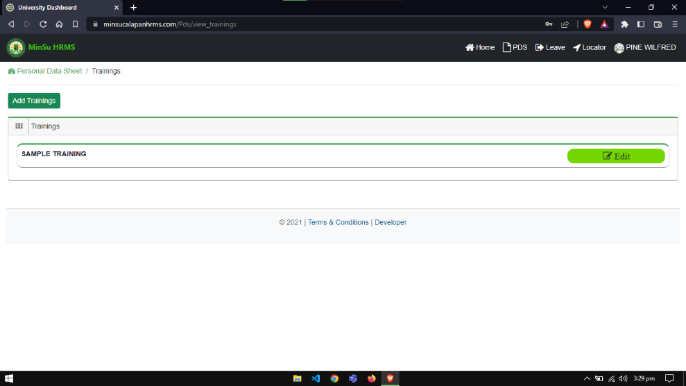 University Dashboard
minsucalapanhrms.com/Pds/view_trainings
MinSu HRMS
Home PDS Leave Locator PINE WILFRED
Personal Data Sheet / Trainings
Add Trainings
Trainings
SAMPLE TRAINING
Edit
© 2021 | Terms & Conditions | Developer
3:29 pm